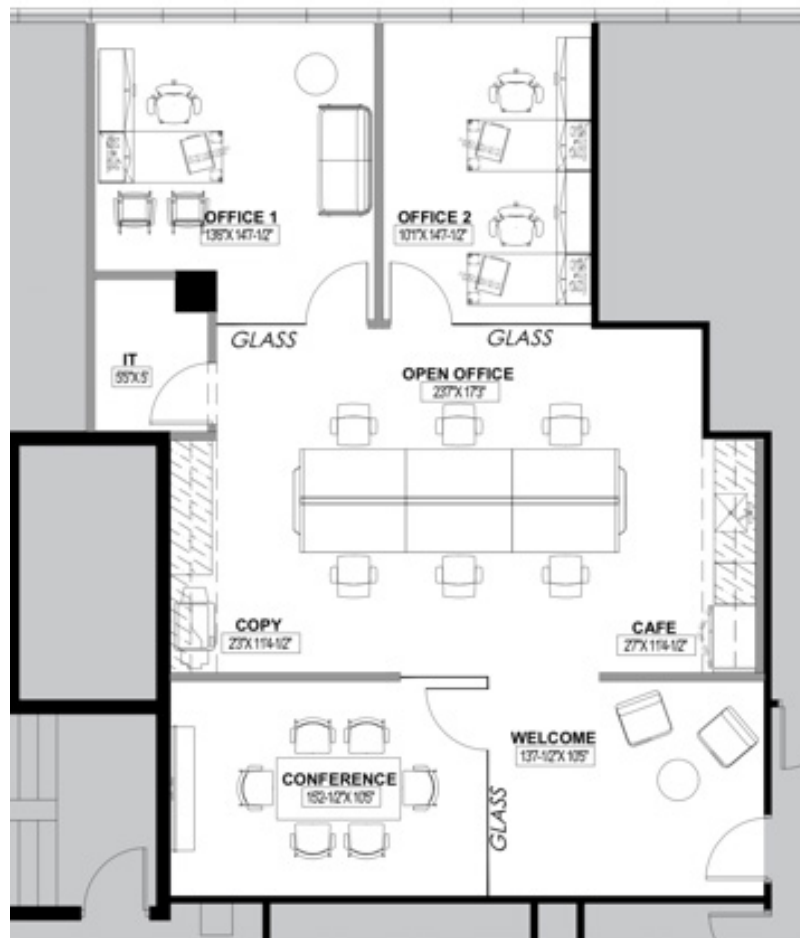 OFFICE 1
13'6"X 14'7-1/2"
OFFICE 2
10'1"X 14'7-1/2"
GLASS
GLASS
IT
5'5"X 5'
OPEN OFFICE
23'7"X 17'3"
COPY
2'3"X 11'4-1/2"
CAFE
2'7"X 11'4-1/2"
WELCOME
13'7-1/2"X 10'5"
CONFERENCE
15'2-1/2"X 10'5"
GLASS